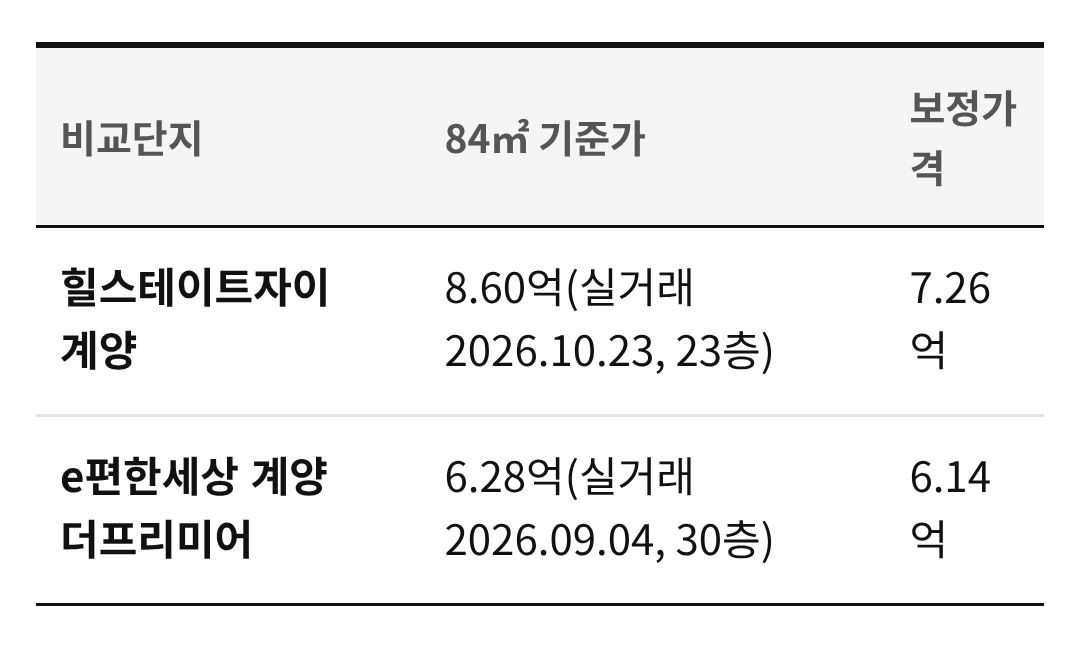 비교단지
84㎡ 기준가
보정가
격
힐스테이트자이
계양
8.60억(실거래
2026.10.23, 23층)
7.26
억
e편한세상 계양
더프리미어
6.28억(실거래
2026.09.04, 30층)
6.14
억